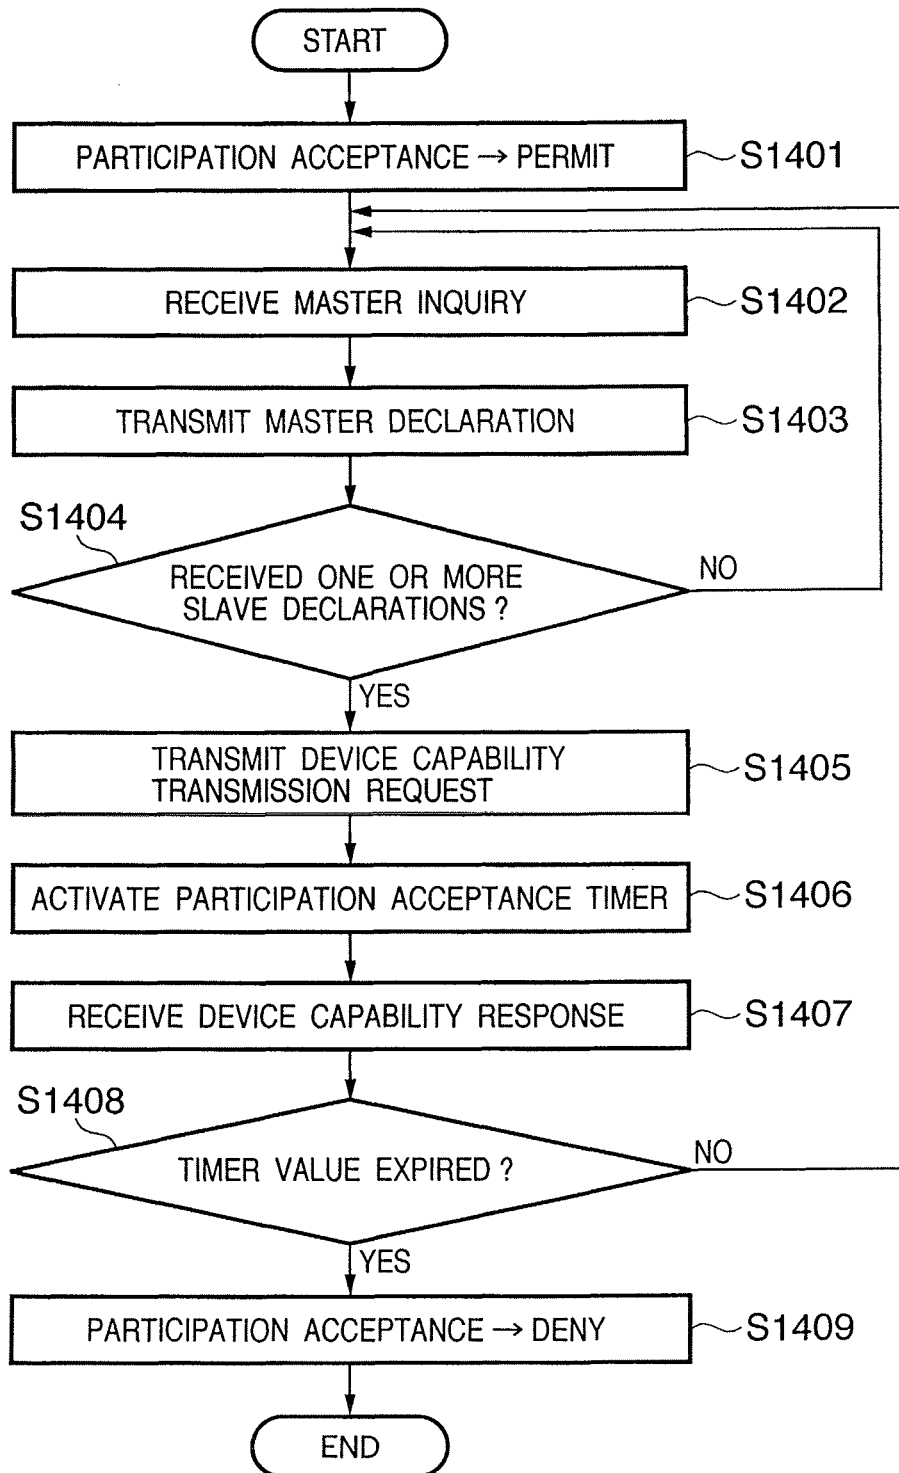 START
PARTICIPATION ACCEPTANCE → PERMIT
S1401
RECEIVE MASTER INQUIRY
S1402
TRANSMIT MASTER DECLARATION
S1403
S1404
RECEIVED ONE OR MORE
SLAVE DECLARATIONS ?
NO
YES
TRANSMIT DEVICE CAPABILITY
TRANSMISSION REQUEST
S1405
ACTIVATE PARTICIPATION ACCEPTANCE TIMER
S1406
RECEIVE DEVICE CAPABILITY RESPONSE
S1407
S1408
TIMER VALUE EXPIRED ?
NO
YES
PARTICIPATION ACCEPTANCE → DENY
S1409
END